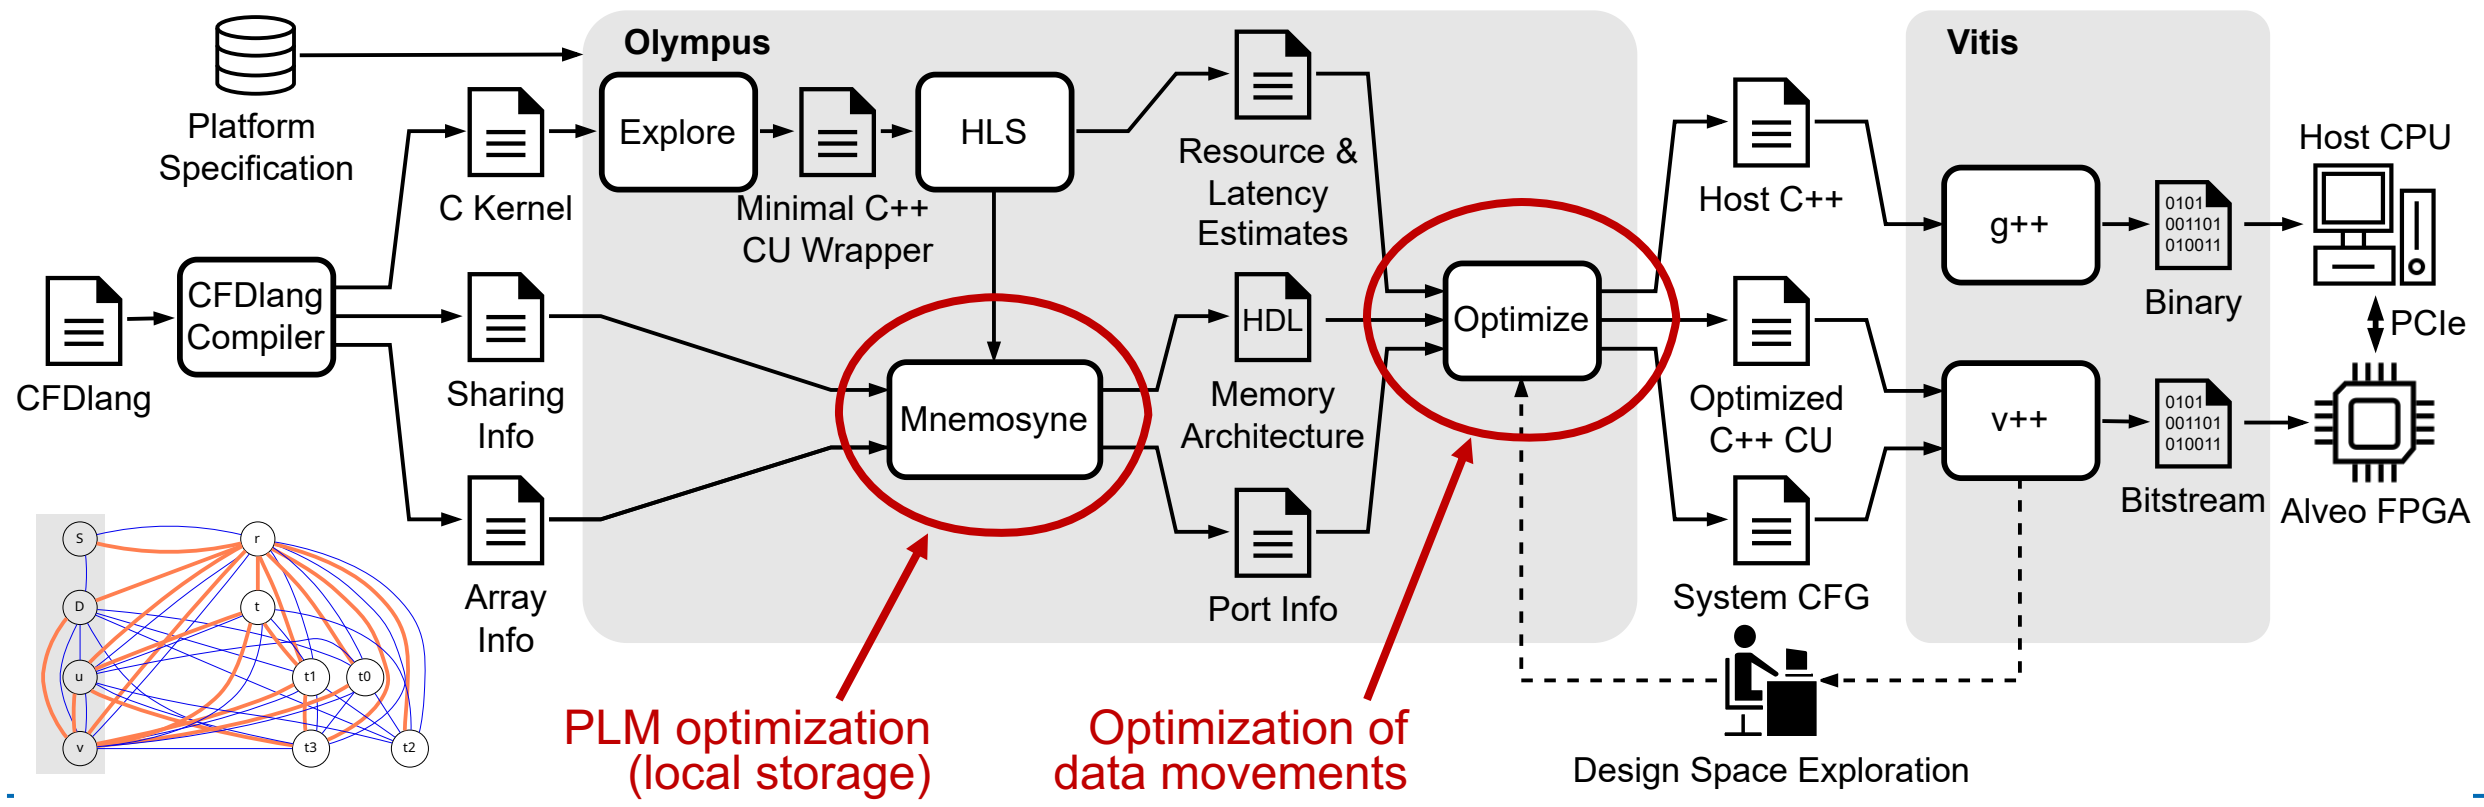 Olympus
Vitis
Platform
Specification
C Kernel
Explore
Minimal C++
CU Wrapper
HLS
Resource &
Latency
Estimates
Host C++
g++
0101
001101
010011
Binary
Host CPU
PCIe
CFDlang
CFDlang
Compiler
Sharing
Info
Array
Info
Mnemosyne
HDL
Memory
Architecture
Port Info
Optimize
Optimized
C++ CU
System CFG
v++
0101
001101
010011
Bitstream
Alveo FPGA
Design Space Exploration
PLM optimization
(local storage)
Optimization of
data movements
S
r
D
t
u
t1
t0
v
t3
t2